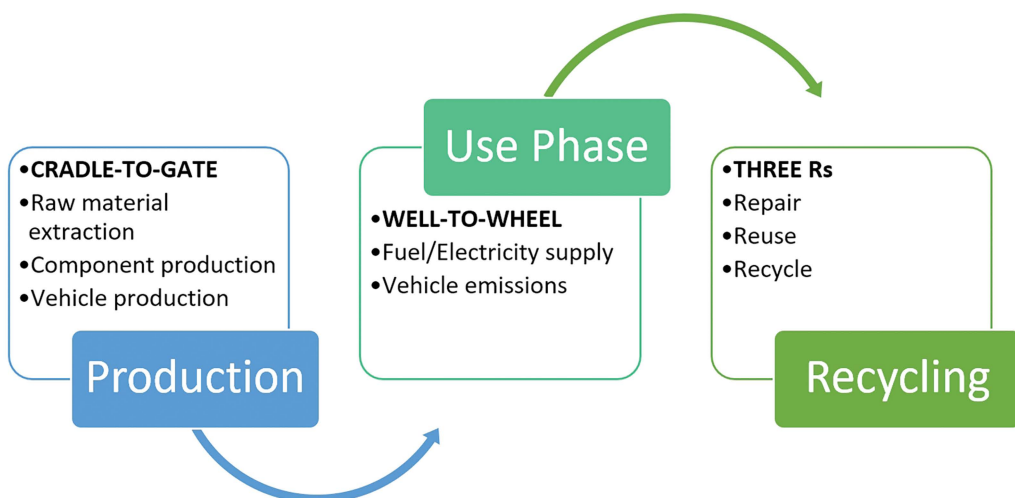 •CRADLE-TO-GATE
•Raw material
extraction
•Component production
•Vehicle production
Production
Use Phase
•WELL-TO-WHEEL
•Fuel/Electricity supply
•Vehicle emissions
•THREE Rs
•Repair
•Reuse
•Recycle
Recycling